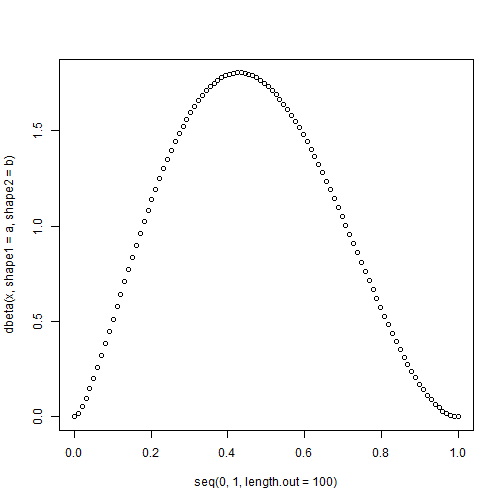 dbeta(x, shape1 = a, shape2 = b)
1.5
1.0
0.5
0.0
0.0 0.2 0.4 0.6 0.8 1.0
seq(0, 1, length.out = 100)